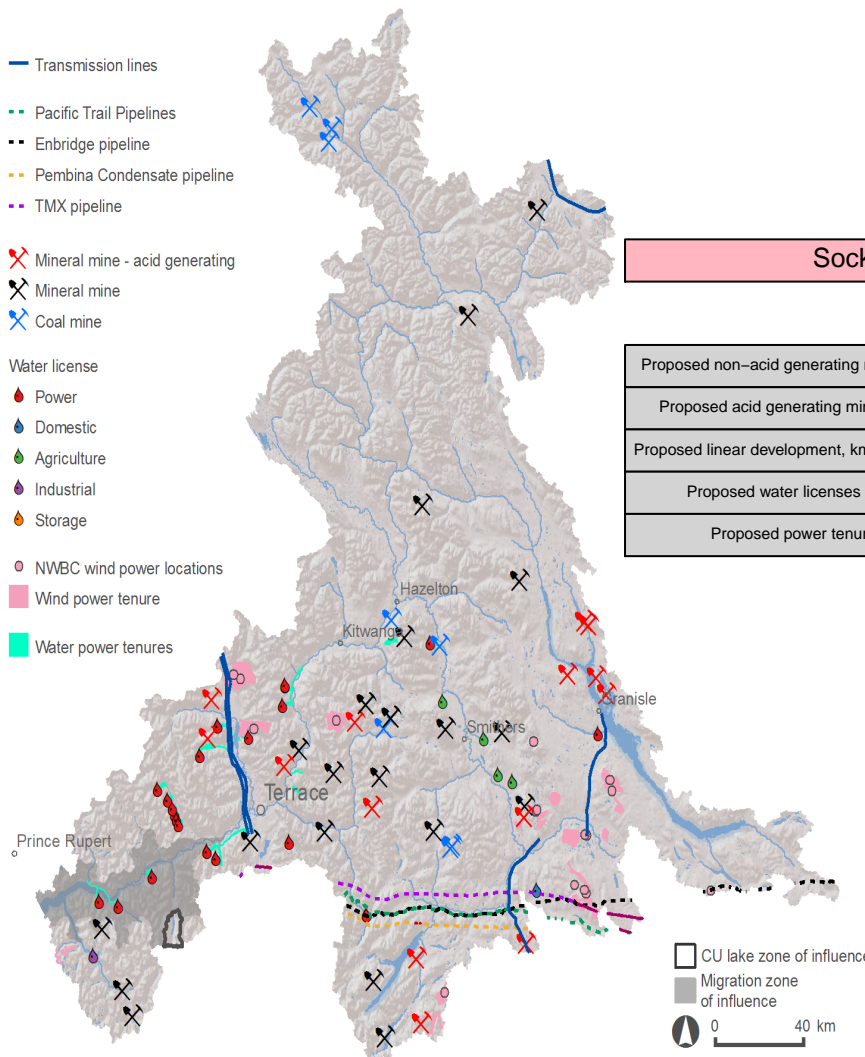 Transmission lines
Pacific Trail Pipelines
Enbridge pipeline
Pembina Condensate pipeline
TMX pipeline
Mineral mine - acid generating
Mineral mine
Coal mine
Water license
Power
Domestic
Agriculture
Industrial
Storage
NWBC wind power locations
Wind power tenure
Water power tenures
Sock
Proposed non−acid generating
Proposed acid generating min
Proposed linear development, km
Proposed water licenses
Proposed power tenur
Hazelton
Kitwanga
Granisle
Smithers
Terrace
Prince Rupert
CU lake zone of influence
Migration zone
of influence
0 40 km